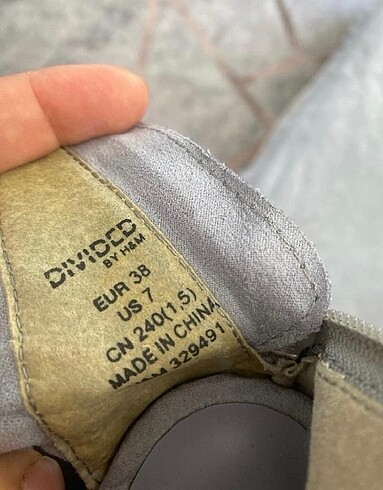 DIVIDED
BY H&M
EUR 38
US 7
CN 240(1,5)
MADE IN CHINA
329491